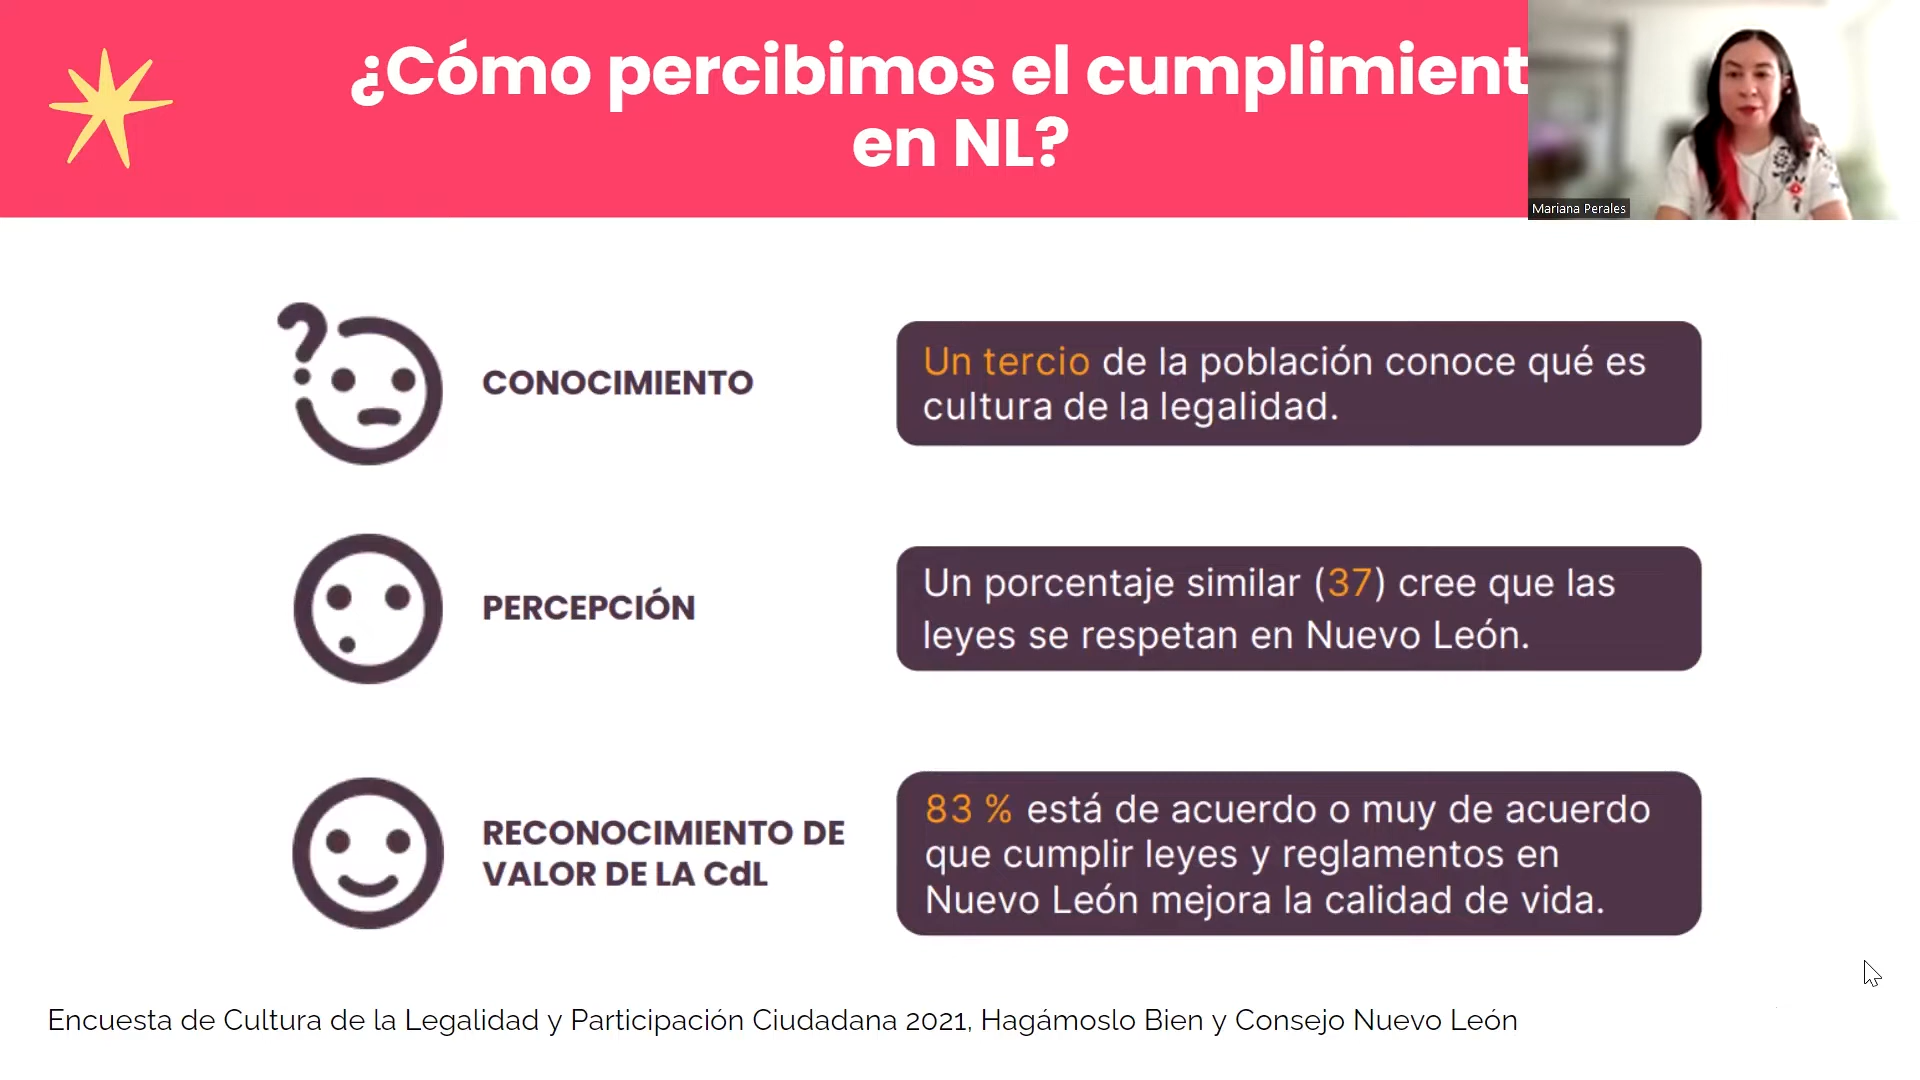 ¿Cómo percibimos el cumplimient
en NL?
Mariana Perales
CONOCIMIENTO
Un tercio de la población conoce qué es
cultura de la legalidad.
PERCEPCIÓN
Un porcentaje similar (37) cree que las
leyes se respetan en Nuevo León.
RECONOCIMIENTO DE
VALOR DE LA CdL
83 % está de acuerdo o muy de acuerdo
que cumplir leyes y reglamentos en
Nuevo León mejora la calidad de vida.
Encuesta de Cultura de la Legalidad y Participación Ciudadana 2021, Hagámoslo Bien y Consejo Nuevo León